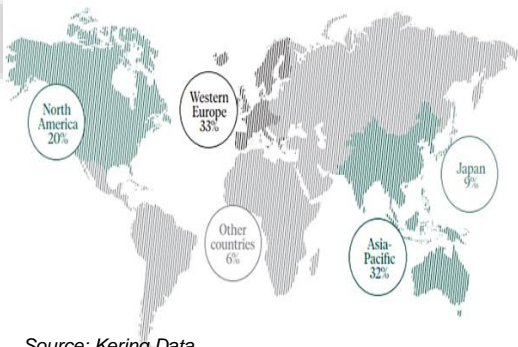 North
America
20%
Western
Europe
33%
Japan
9%
Other
countries
6%
Asia-
Pacific
32%
Source: Kering Data